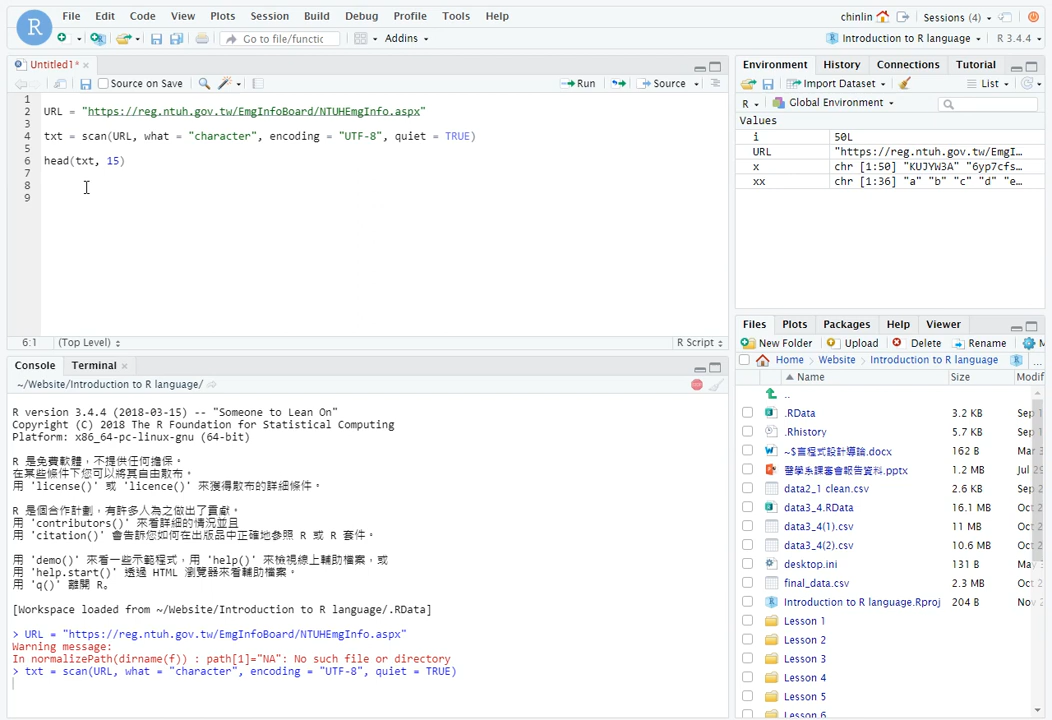 File Edit Code View Plots Session Build Debug Profile Tools Help
chinlin Sessions (4)
Go to file/functic Addins
Introduction to R language R 3.4.4
Untitled1* ×
Source on Save Run Source
1
2 URL = "https://reg.ntuh.gov.tw/EmgInfoBoard/NTUHEmgInfo.aspx"
3
4 txt = scan(URL, what = "character", encoding = "UTF-8", quiet = TRUE)
5
6 head(txt, 15)
7
8
9
6:1 (Top Level) R Script
Console Terminal ×
~/Website/Introduction to R language/
R version 3.4.4 (2018-03-15) -- "Someone to Lean On"
Copyright (C) 2018 The R Foundation for Statistical Computing
Platform: x86_64-pc-linux-gnu (64-bit)
R 是免費軟體,不提供任何擔保。
在某些條件下您可以將其自由散布。
用 'license()' 或 'licence()' 來獲得散布的詳細條件。
R 是個合作計劃,有許多人為之做出了貢獻。
用 'contributors()' 來看詳細的情況並且
用 'citation()' 會告訴您如何在出版品中正確地參照 R 或 R 套件。
用 'demo()' 來看一些示範程式,用 'help()' 來檢視線上輔助檔案,或
用 'help.start()' 透過 HTML 瀏覽器來看輔助檔案。
用 'q()' 離開 R。
[Workspace loaded from ~/Website/Introduction to R language/.RData]
> URL = "https://reg.ntuh.gov.tw/EmgInfoBoard/NTUHEmgInfo.aspx"
Warning message:
In normalizePath(dirname(f)) : path[1]="NA": No such file or directory
> txt = scan(URL, what = "character", encoding = "UTF-8", quiet = TRUE)
Environment History Connections Tutorial
Import Dataset List
R Global Environment
Values
i 50L
URL "https://reg.ntuh.gov.tw/EmgI…
x chr [1:50] "KUJYW3A" "6yp7cfs…
xx chr [1:36] "a" "b" "c" "d" "e…
Files Plots Packages Help Viewer
New Folder Upload Delete Rename M
Home Website Introduction to R language ...
Name Size Modif
..
.RData 3.2 KB Sep
.Rhistory 5.7 KB Sep
162 B Mar
醫學系課審會報告資料.pptx 1.2 MB Jul
data2_1 clean.csv 2.6 KB Sep
data3_4.RData 16.1 MB Oct
data3_4(1).csv 11 MB Oct
data3_4(2).csv 10.6 MB Oct
desktop.ini 131 B May
final_data.csv 2.3 MB Oct
Introduction to R language.Rproj 204 B Nov
Lesson 1
Lesson 2
Lesson 3
Lesson 4
Lesson 5
Lesson 6